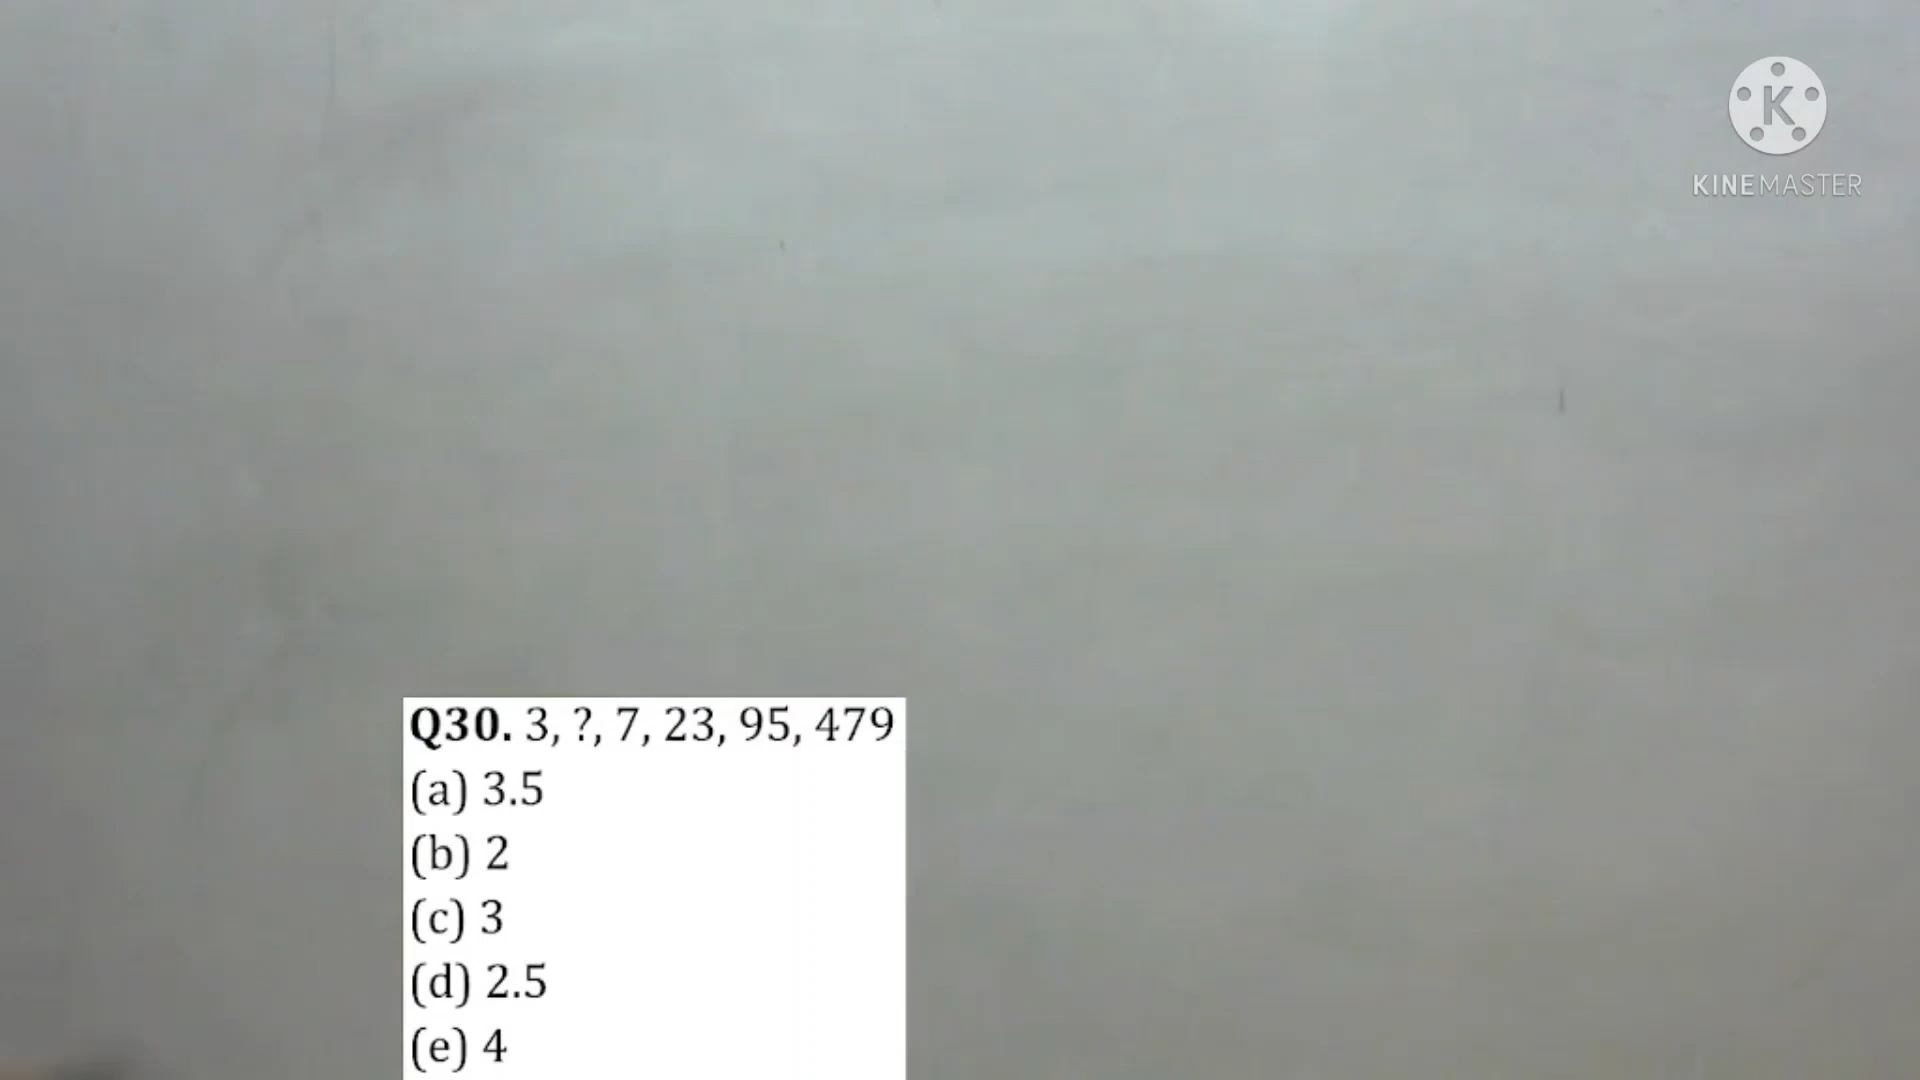 K
KINEMASTER
Q30. 3, ?, 7, 23, 95, 479
(a) 3.5
(b) 2
(c) 3
(d) 2.5
(e) 4